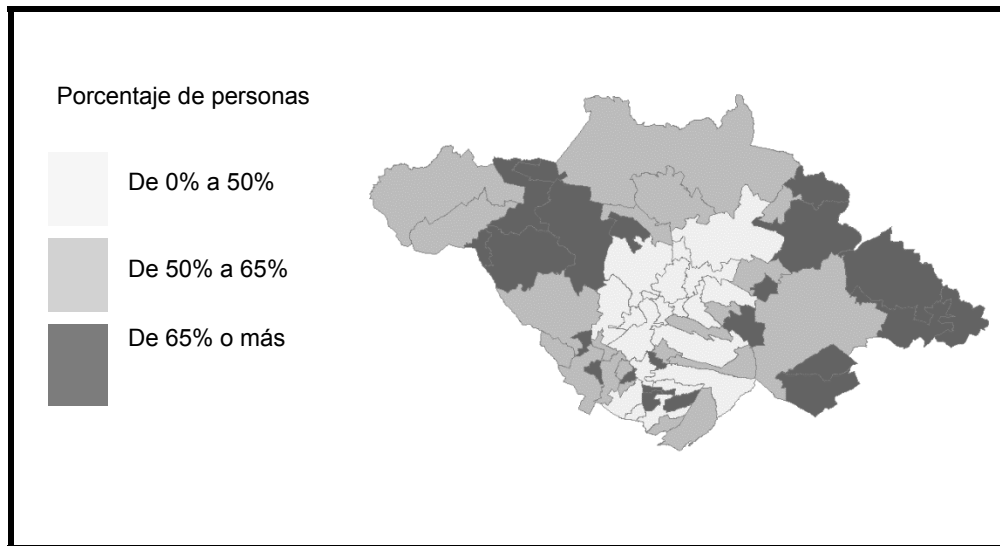 Porcentaje de personas
De 0% a 50%
De 50% a 65%
De 65% o más